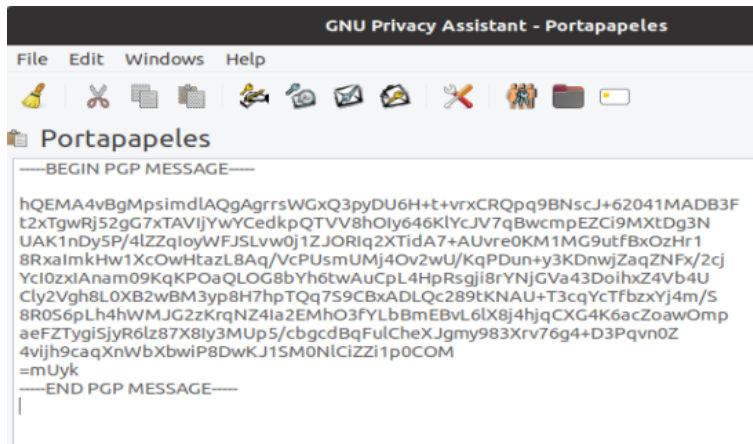 GNU Privacy Assistant - Portapapeles
File Edit Windows Help
Portapapeles
-----BEGIN PGP MESSAGE-----
hQEMA4vBgMpsimdlAQgAgrrsWGxQ3pyDU6H+t+vrxCRQpq9BNscJ+62041MADB3F
t2xTgwRj52gG7xTAVIjYwYCedkpQTVV8hOIy646KlYcJV7qBwcmpEZCi9MXtDg3N
UAK1nDy5P/4lZZqIoyWFJSLvw0j1ZJORIq2XTidA7+AUvre0KM1MG9utfBxOzHr1
8RxaImkHw1XcOwHtazL8Aq/VcPUsmUMj4Ov2wU/KqPDun+y3KDnwjZaqZNFx/2cj
YcI0zxIAnam09KqKPOaQLOG8bYh6twAuCpL4HpRsgji8rYNjGVa43DoihxZ4Vb4U
Cly2Vgh8L0XB2wBM3yp8H7hpTQq7S9CBxADLQc289tKNAU+T3cqYcTfbzxYj4m/S
8R0S6pLh4hWMJG2zKrqNZ4Ia2EMhO3fYLbBmEBvL6lX8j4hjqCXG4K6acZoawOmp
aeFZTygiSjyR6lz87X8Iy3MUp5/cbgcdBqFulCheXJgmy983Xrv76g4+D3Pqvn0Z
4vijh9caqXnWbXbwiP8DwKJ1SM0NlCiZZi1p0COM
=mUyk
-----END PGP MESSAGE-----